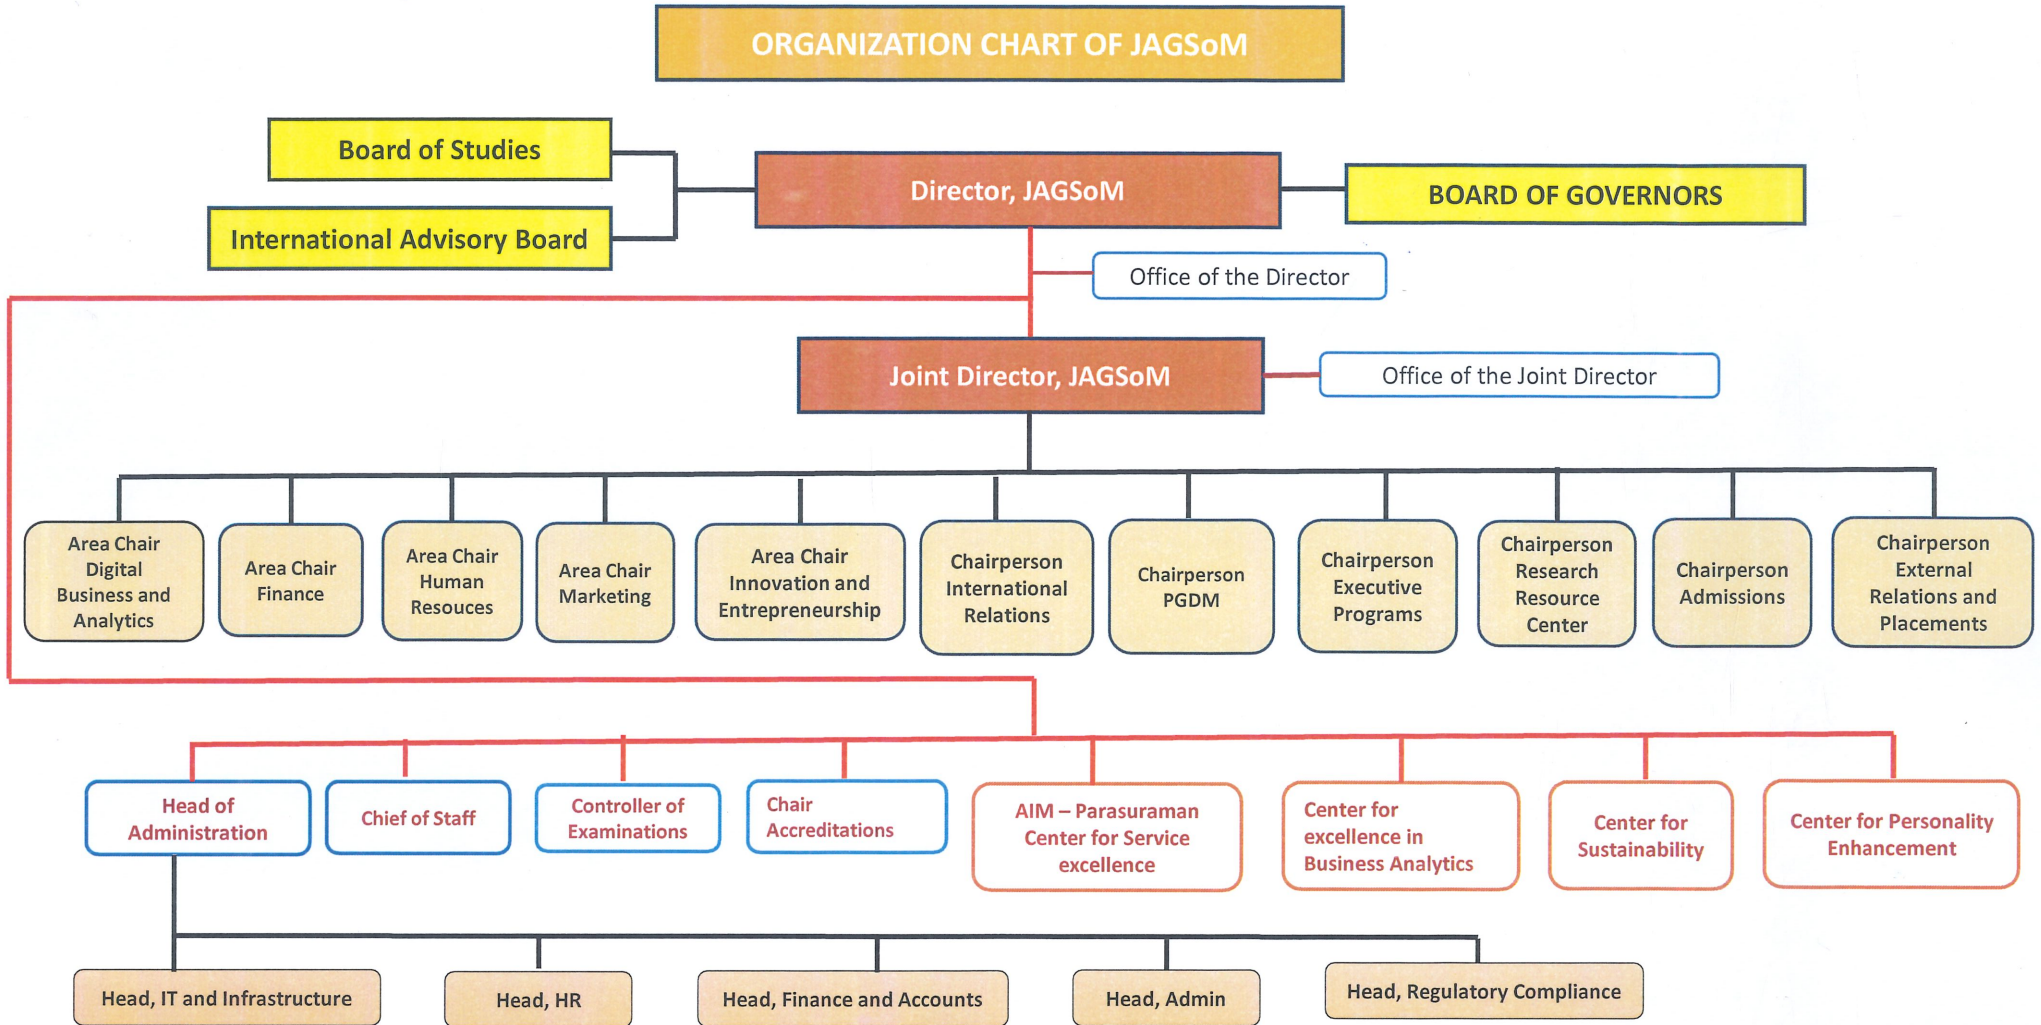 ORGANIZATION CHART OF JAGSoM
Board of Studies
Director, JAGSoM
BOARD OF GOVERNORS
International Advisory Board
Office of the Director
Joint Director, JAGSoM
Office of the Joint Director
Area Chair
Digital
Business and
Analytics
Area Chair
Finance
Area Chair
Human
Resouces
Area Chair
Marketing
Area Chair
Innovation and
Entrepreneurship
Chairperson
International
Relations
Chairperson
PGDM
Chairperson
Executive
Programs
Chairperson
Research
Resource
Center
Chairperson
Admissions
Chairperson
External
Relations and
Placements
Head of
Administration
Chief of Staff
Controller of
Examinations
Chair
Accreditations
AIM – Parasuraman
Center for Service
excellence
Center for
excellence in
Business Analytics
Center for
Sustainability
Center for Personality
Enhancement
Head, IT and Infrastructure
Head, HR
Head, Finance and Accounts
Head, Admin
Head, Regulatory Compliance